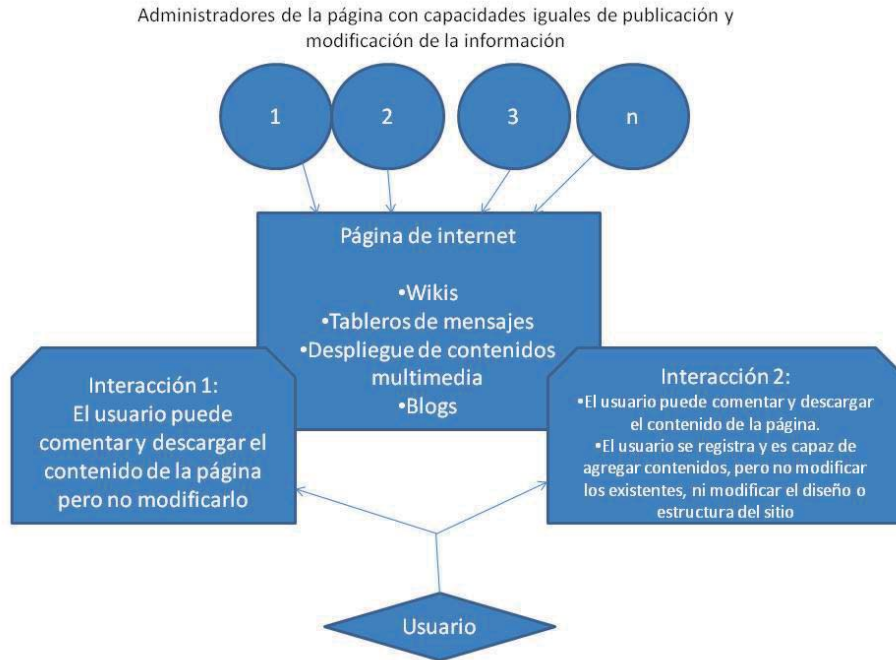 Administradores de la página con capacidades iguales de publicación y
modificación de la información
1
2
3
n
Página de internet
•Wikis
•Tableros de mensajes
•Despliegue de contenidos
multimedia
•Blogs
Interacción 1:
El usuario puede
comentar y descargar el
contenido de la página
pero no modificarlo
Interacción 2:
•El usuario puede comentar y descargar
el contenido de la página.
•El usuario se registra y es capaz de
agregar contenidos, pero no modificar
los existentes, ni modificar el diseño o
estructura del sitio
Usuario